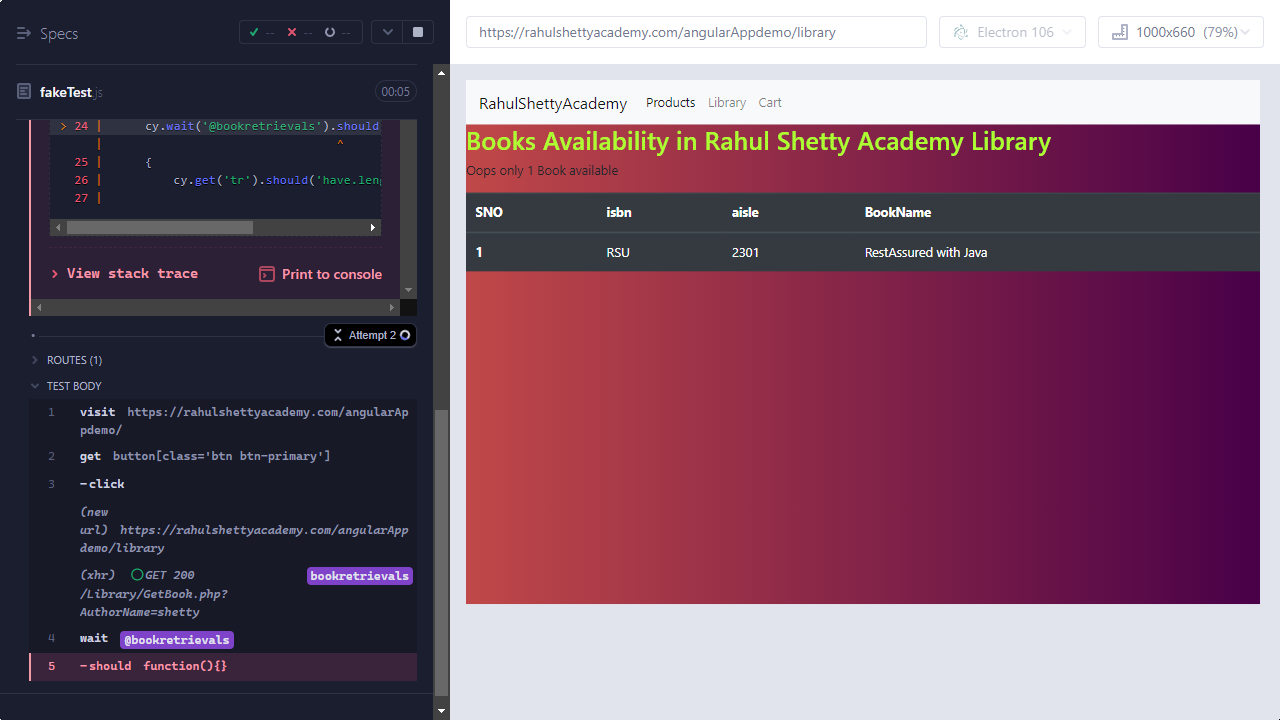 Specs
--
--
--
fakeTest.js
00:05
> 24 | cy.wait('@bookretrievals').should
| ^
25 | {
26 | cy.get('tr').should('have.len
27 |
View stack trace
Print to console
Attempt 2
ROUTES (1)
TEST BODY
1 visit https://rahulshettyacademy.com/angularAp
pdemo/
2 get button[class='btn btn-primary']
3 -click
(new
url) https://rahulshettyacademy.com/angularApp
demo/library
(xhr) GET 200 bookretrievals
/Library/GetBook.php?
AuthorName=shetty
4 wait @bookretrievals
5 -should function(){}
https://rahulshettyacademy.com/angularAppdemo/library
Electron 106
1000x660 (79%)
RahulShettyAcademy Products Library Cart
Books Availability in Rahul Shetty Academy Library
Oops only 1 Book available
SNO isbn aisle BookName
1 RSU 2301 RestAssured with Java